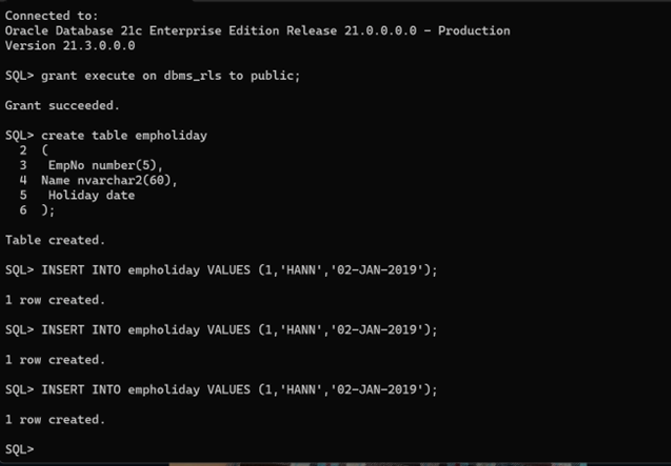 Connected to:
Oracle Database 21c Enterprise Edition Release 21.0.0.0.0 - Production
Version 21.3.0.0.0
SQL> grant execute on dbms_rls to public;
Grant succeeded.
SQL> create table empholiday
2 (
3 EmpNo number(5),
4 Name nvarchar2(60),
5 Holiday date
6 );
Table created.
SQL> INSERT INTO empholiday VALUES (1,'HANN','02-JAN-2019');
1 row created.
SQL> INSERT INTO empholiday VALUES (1,'HANN','02-JAN-2019');
1 row created.
SQL> INSERT INTO empholiday VALUES (1,'HANN','02-JAN-2019');
1 row created.
SQL>